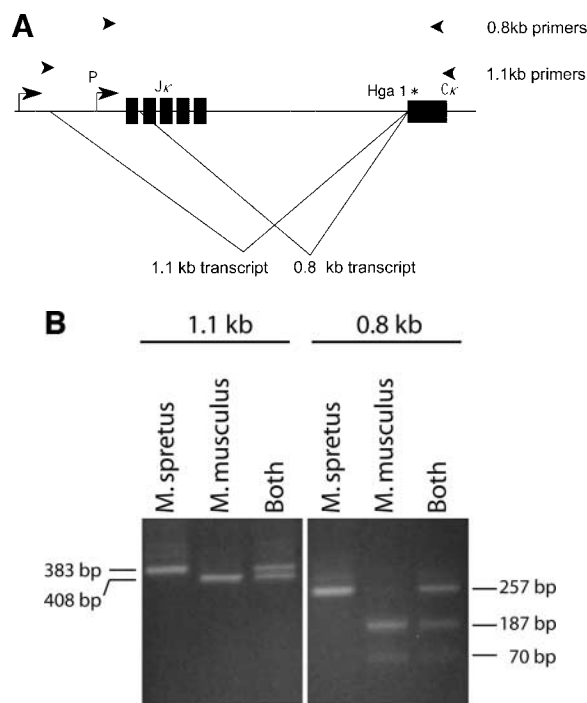 A
0.8kb primers
1.1kb primers
P
Jκ
Hga 1*
Cκ
1.1 kb transcript
0.8 kb transcript
B
1.1 kb
0.8 kb
M. spretus
M. musculus
Both
M. spretus
M. musculus
Both
383 bp
408 bp
257 bp
187 bp
70 bp